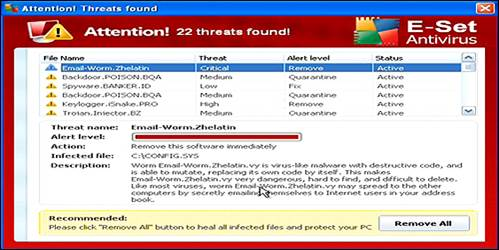 Attention! Threats found
Attention! 22 threats found!
E-Set
Antivirus
File Name Threat Alert level Status
Email-Worm.Zhelatin Critical Remove Active
Backdoor.POISON.BQA Medium Quarantine Active
Spyware.BANKER.ID Low Fix Active
Backdoor.POISON.BQA Medium Quarantine Active
Keylogger.iSnake.PRO High Remove Active
Trojan.Injector.BZ Medium Quarantine Active
Threat name: Email-Worm.Zhelatin
Alert level:
Action: Remove this software immediately
Infected file: C:\CONFIG.SYS
Description: Worm Email-Worm.Zhelatin.vy is virus-like malware with destructive code, and
is able to mutate, replacing its own code by itself. This makes
Email-Worm.Zhelatin.vy very dangerous, hard to find, and difficult to delete.
Like most viruses, worm Email-Worm.Zhelatin.vy may spread to the other
computers by secretly emailing themselves to Internet users in your address
book.
Recommended:
Please click "Remove All" button to heal all infected files and protect your PC
Remove All